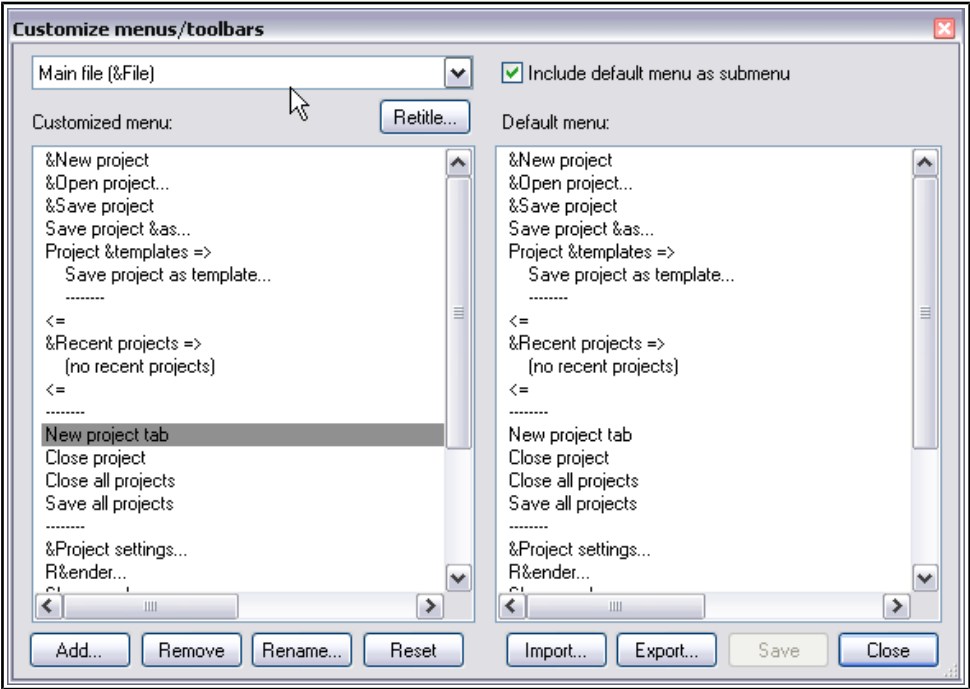 Customize menus/toolbars
Main file (&File)
Include default menu as submenu
Customized menu:
Retitle...
Default menu:
&New project
&Open project...
&Save project
Save project &as...
Project &templates =>
Save project as template...
--------
<=
&Recent projects =>
(no recent projects)
<=
--------
New project tab
Close project
Close all projects
Save all projects
--------
&Project settings...
R&ender...
&New project
&Open project...
&Save project
Save project &as...
Project &templates =>
Save project as template...
--------
<=
&Recent projects =>
(no recent projects)
<=
--------
New project tab
Close project
Close all projects
Save all projects
--------
&Project settings...
R&ender...
Add... Remove Rename... Reset Import... Export... Save Close